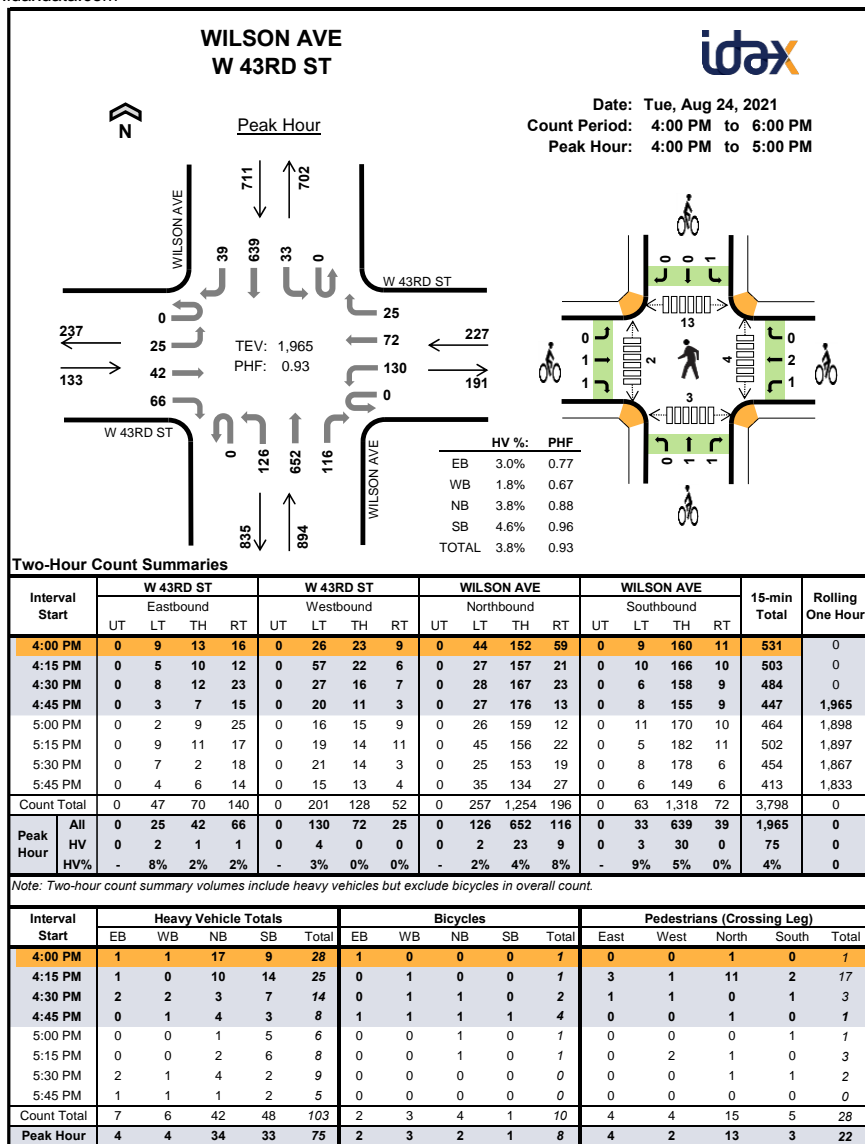 WILSON AVE
W 43RD ST
idax
N
Peak Hour
Date: Tue, Aug 24, 2021
Count Period: 4:00 PM to 6:00 PM
Peak Hour: 4:00 PM to 5:00 PM
711
702
WILSON AVE
39 639 33 0
W 43RD ST
0
25
42
66
25
72
130
0
237
133
227
191
TEV: 1,965
PHF: 0.93
W 43RD ST
0 126 652 116
WILSON AVE
835
894
0 0 1
13
0
1
1
2
4
0
2
1
3
0 1 1
HV %: PHF
EB 3.0% 0.77
WB 1.8% 0.67
NB 3.8% 0.88
SB 4.6% 0.96
TOTAL 3.8% 0.93
Two-Hour Count Summaries
Interval Start W 43RD ST W 43RD ST WILSON AVE WILSON AVE 15-min Total Rolling One Hour
Eastbound Westbound Northbound Southbound
UT LT TH RT UT LT TH RT UT LT TH RT UT LT TH RT
4:00 PM 0 9 13 16 0 26 23 9 0 44 152 59 0 9 160 11 531 0
4:15 PM 0 5 10 12 0 57 22 6 0 27 157 21 0 10 166 10 503 0
4:30 PM 0 8 12 23 0 27 16 7 0 28 167 23 0 6 158 9 484 0
4:45 PM 0 3 7 15 0 20 11 3 0 27 176 13 0 8 155 9 447 1,965
5:00 PM 0 2 9 25 0 16 15 9 0 26 159 12 0 11 170 10 464 1,898
5:15 PM 0 9 11 17 0 19 14 11 0 45 156 22 0 5 182 11 502 1,897
5:30 PM 0 7 2 18 0 21 14 3 0 25 153 19 0 8 178 6 454 1,867
5:45 PM 0 4 6 14 0 15 13 4 0 35 134 27 0 6 149 6 413 1,833
Count Total 0 47 70 140 0 201 128 52 0 257 1,254 196 0 63 1,318 72 3,798 0
Peak Hour All 0 25 42 66 0 130 72 25 0 126 652 116 0 33 639 39 1,965 0
HV 0 2 1 1 0 4 0 0 0 2 23 9 0 3 30 0 75 0
HV% - 8% 2% 2% - 3% 0% 0% - 2% 4% 8% - 9% 5% 0% 4% 0
Note: Two-hour count summary volumes include heavy vehicles but exclude bicycles in overall count.
Interval Start Heavy Vehicle Totals Bicycles Pedestrians (Crossing Leg)
EB WB NB SB Total EB WB NB SB Total East West North South Total
4:00 PM 1 1 17 9 28 1 0 0 0 1 0 0 1 0 1
4:15 PM 1 0 10 14 25 0 1 0 0 1 3 1 11 2 17
4:30 PM 2 2 3 7 14 0 1 1 0 2 1 1 0 1 3
4:45 PM 0 1 4 3 8 1 1 1 1 4 0 0 1 0 1
5:00 PM 0 0 1 5 6 0 0 1 0 1 0 0 0 1 1
5:15 PM 0 0 2 6 8 0 0 1 0 1 0 2 1 0 3
5:30 PM 2 1 4 2 9 0 0 0 0 0 0 0 1 1 2
5:45 PM 1 1 1 2 5 0 0 0 0 0 0 0 0 0 0
Count Total 7 6 42 48 103 2 3 4 1 10 4 4 15 5 28
Peak Hour 4 4 34 33 75 2 3 2 1 8 4 2 13 3 22